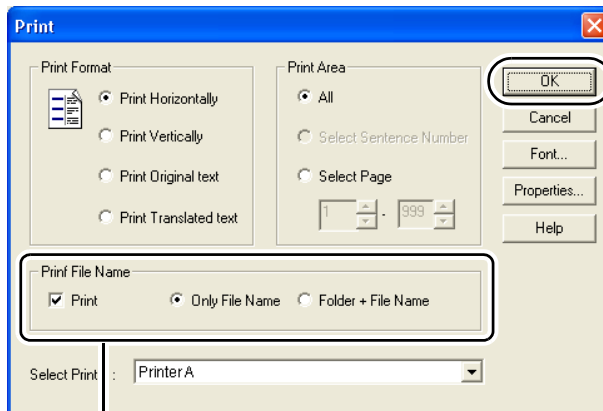 Print
Print Format
Print Horizontally
Print Vertically
Print Original text
Print Translated text
Print Area
All
Select Sentence Number
Select Page
1 - 999
OK
Cancel
Font...
Properties...
Help
Prinf File Name
Print Only File Name Folder + File Name
Select Print : Printer A